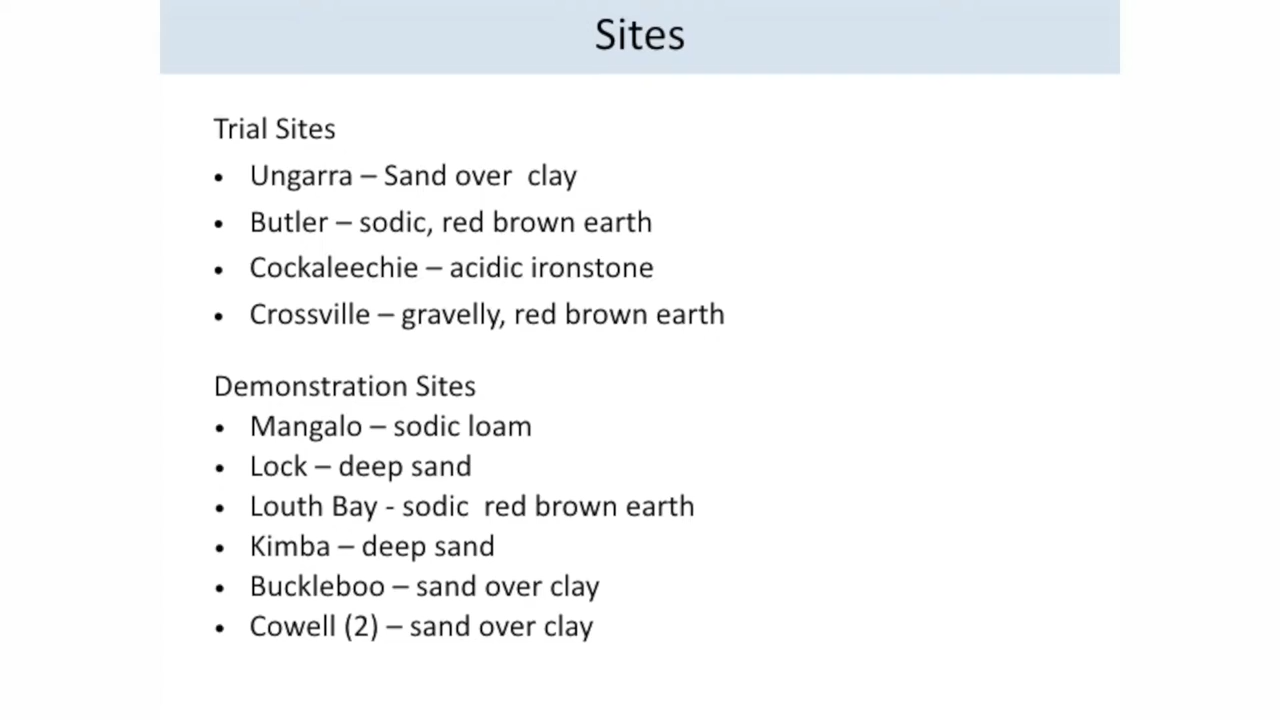 Sites
Trial Sites
• Ungarra – Sand over  clay
• Butler – sodic, red brown earth
• Cockaleechie – acidic ironstone
• Crossville – gravelly, red brown earth
Demonstration Sites
• Mangalo – sodic loam
• Lock – deep sand
• Louth Bay - sodic  red brown earth
• Kimba – deep sand
• Buckleboo – sand over clay
• Cowell (2) – sand over clay